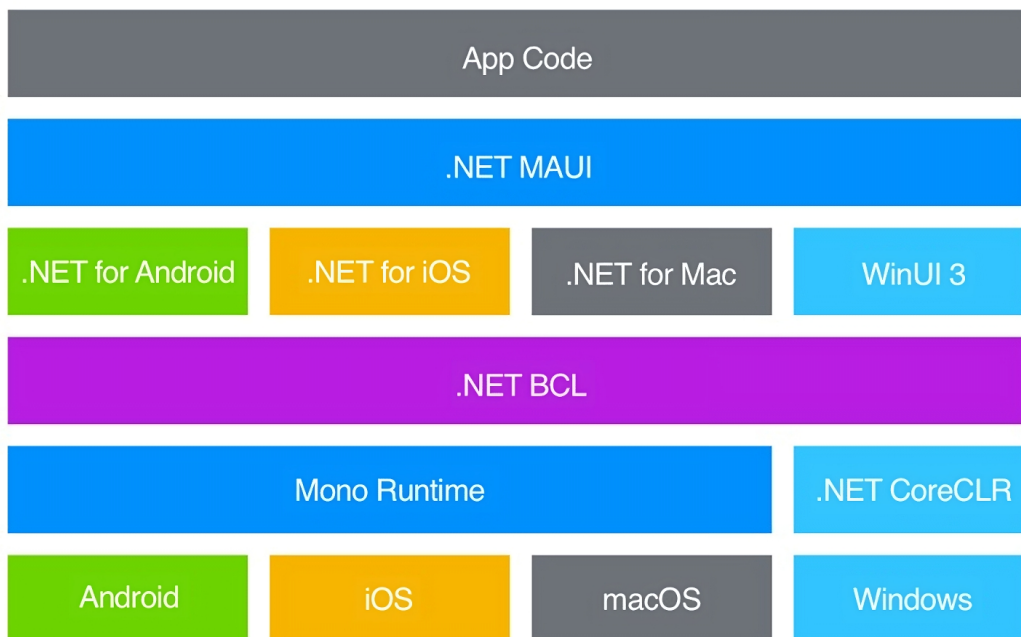 App Code
.NET MAUI
.NET for Android
.NET for iOS
.NET for Mac
WinUI 3
.NET BCL
Mono Runtime
.NET CoreCLR
Android
iOS
macOS
Windows